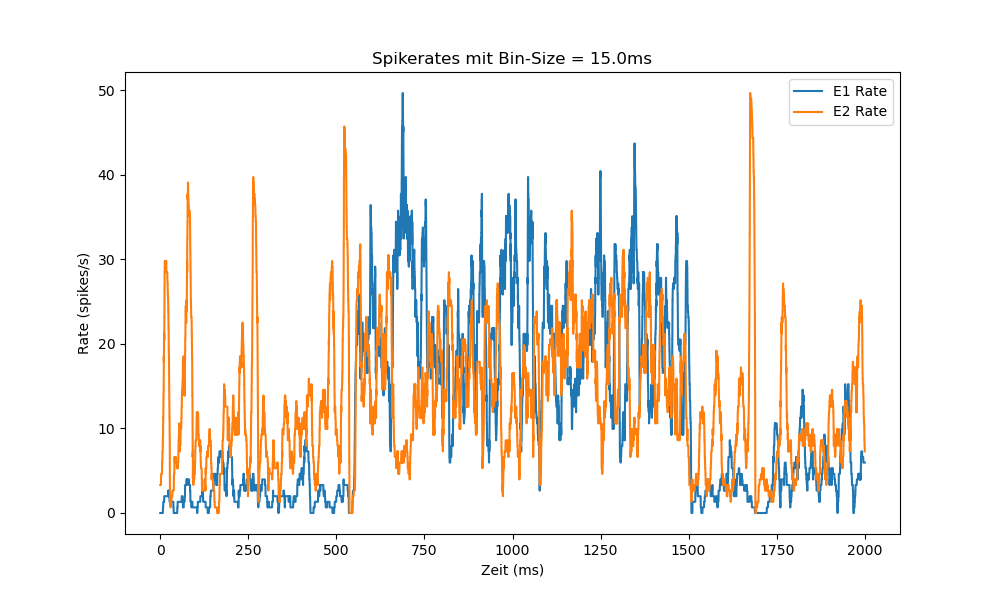 Spikerates mit Bin-Size = 15.0ms
E1 Rate
E2 Rate
50
40
30
20
10
0
Rate (spikes/s)
0 250 500 750 1000 1250 1500 1750 2000
Zeit (ms)